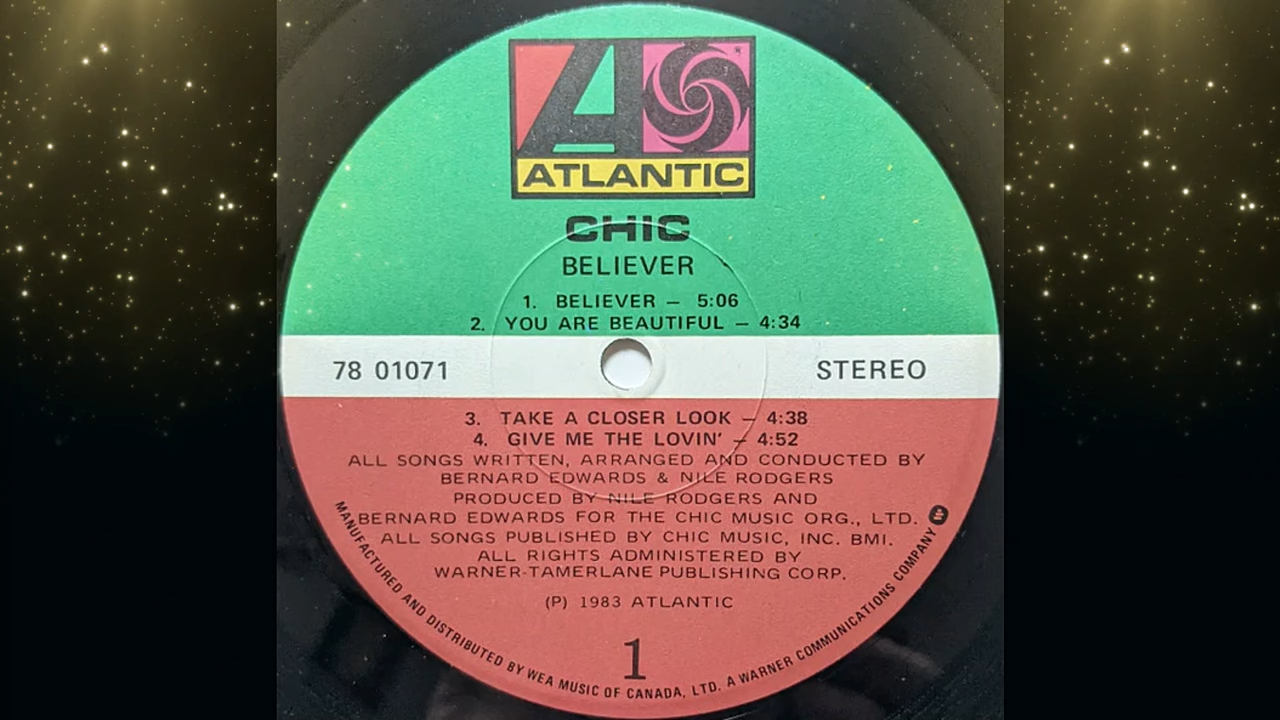 ATLANTIC
CHIC
BELIEVER
1. BELIEVER — 5:06
2. YOU ARE BEAUTIFUL — 4:34
78 01071
STEREO
3. TAKE A CLOSER LOOK — 4:38
4. GIVE ME THE LOVIN' — 4:52
ALL SONGS WRITTEN, ARRANGED AND CONDUCTED BY
BERNARD EDWARDS & NILE RODGERS
PRODUCED BY NILE RODGERS AND
BERNARD EDWARDS FOR THE CHIC MUSIC ORG., LTD.
ALL SONGS PUBLISHED BY CHIC MUSIC, INC. BMI.
ALL RIGHTS ADMINISTERED BY
WARNER-TAMERLANE PUBLISHING CORP.
(P) 1983 ATLANTIC
1
MANUFACTURED AND DISTRIBUTED BY WEA MUSIC OF CANADA, LTD. A WARNER COMMUNICATIONS COMPANY